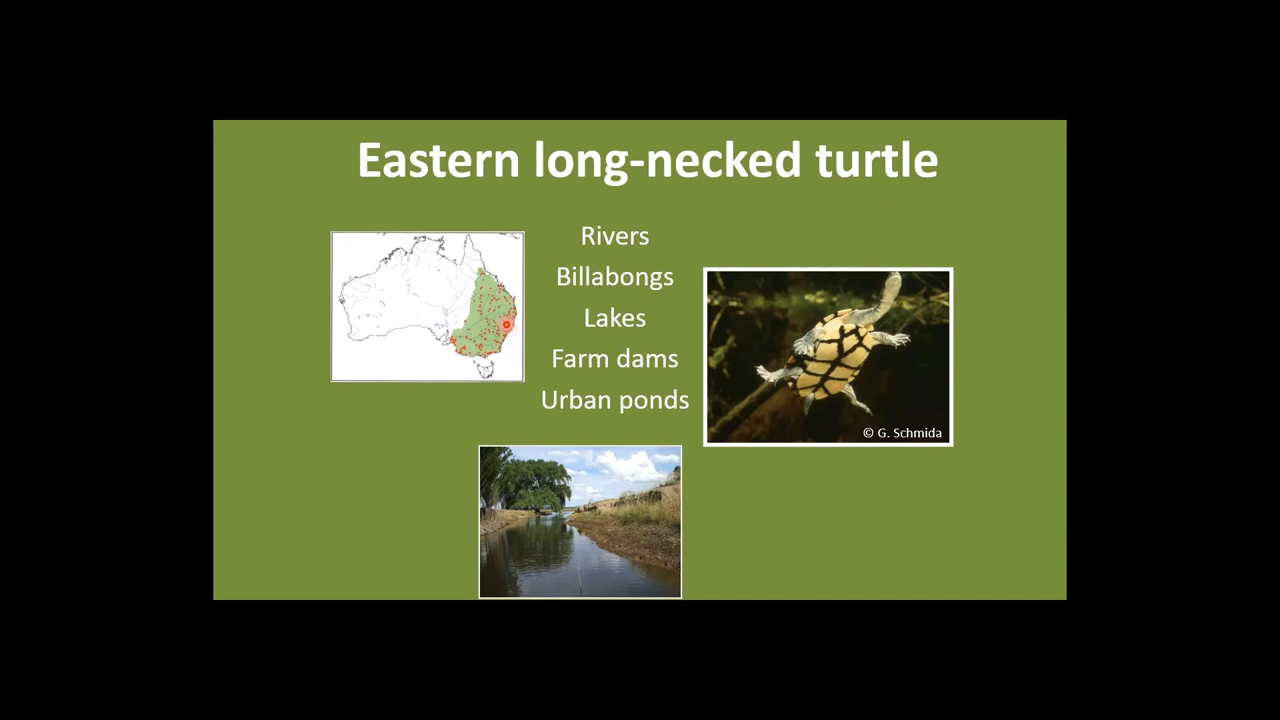 Eastern long-necked turtle
Rivers
Billabongs
Lakes
Farm dams
Urban ponds
© G. Schmida